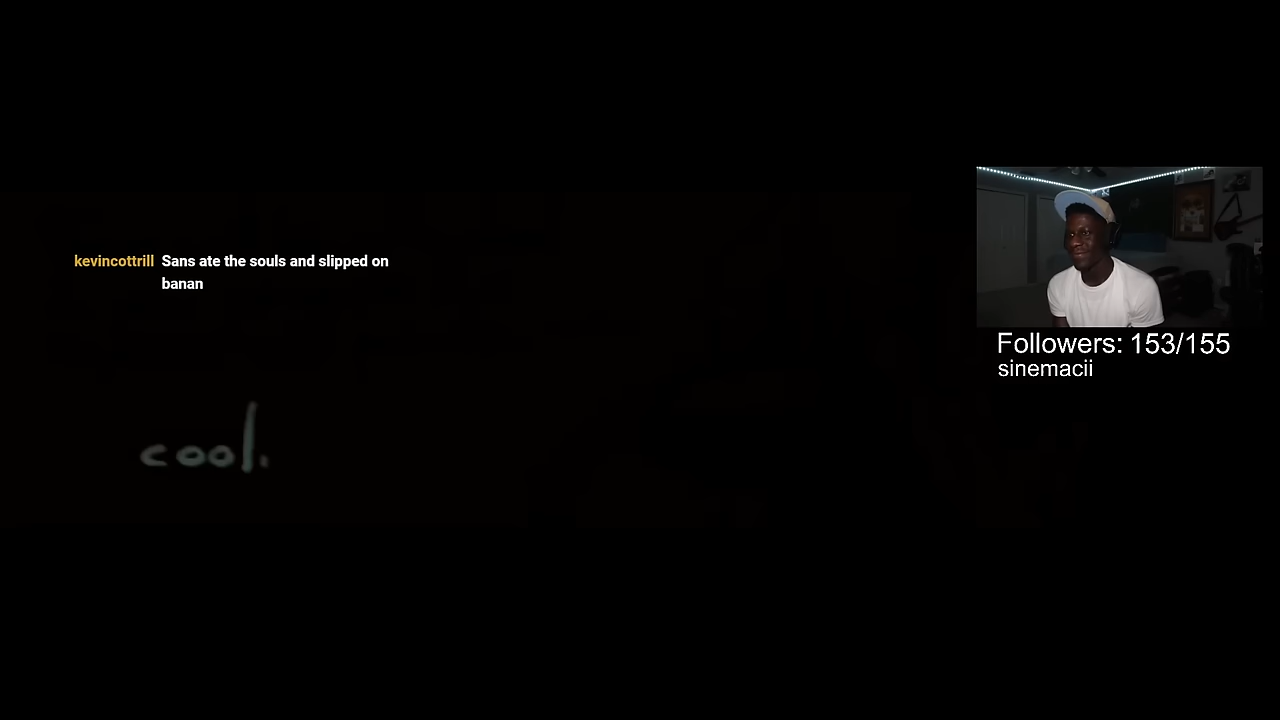 kevincottrill Sans ate the souls and slipped on
banan
cool.
Followers: 153/155
sinemacii